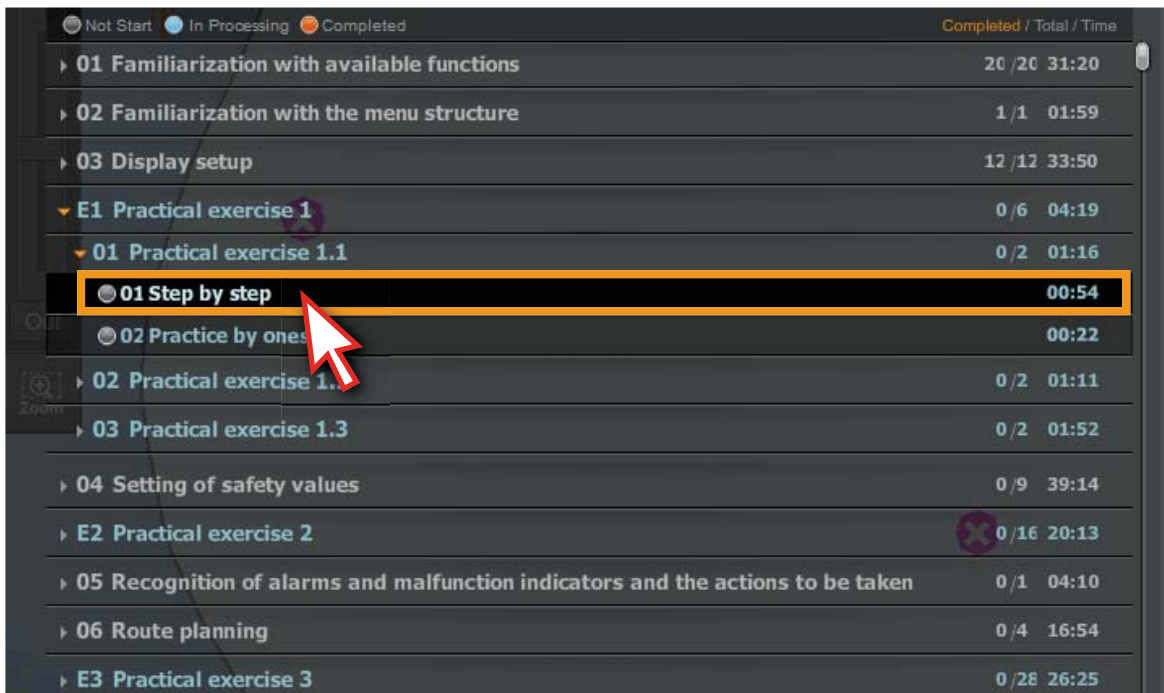 Not Start In Processing Completed Completed / Total / Time
01 Familiarization with available functions 20 /20 31:20
02 Familiarization with the menu structure 1 /1 01:59
03 Display setup 12 /12 33:50
E1 Practical exercise 1 0 /6 04:19
01 Practical exercise 1.1 0 /2 01:16
01 Step by step 00:54
Out
02 Practice by ones 00:22
02 Practical exercise 1. 0 /2 01:11
Zoom
03 Practical exercise 1.3 0 /2 01:52
04 Setting of safety values 0 /9 39:14
E2 Practical exercise 2 0 /16 20:13
05 Recognition of alarms and malfunction indicators and the actions to be taken 0 /1 04:10
06 Route planning 0 /4 16:54
E3 Practical exercise 3 0 /28 26:25